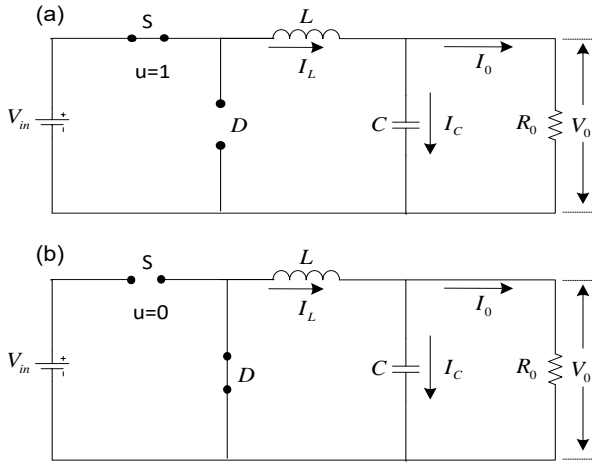 (a)
S
L
u=1
I_L
I_0
V_in
+
-
D
C
I_C
R_0
V_0
(b)
S
L
u=0
I_L
I_0
V_in
+
-
D
C
I_C
R_0
V_0